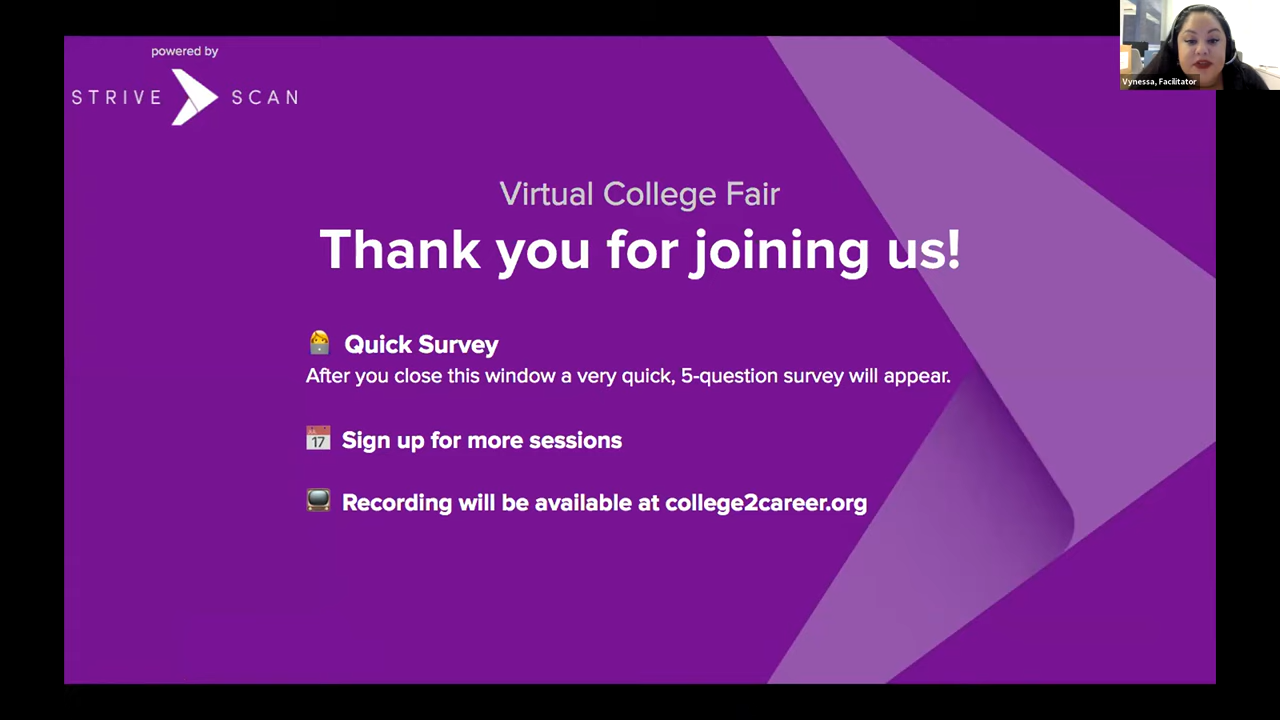 powered by
STRIVE SCAN
Vynessa, Facilitator
Virtual College Fair
Thank you for joining us!
Quick Survey
After you close this window a very quick, 5-question survey will appear.
17
Sign up for more sessions
Recording will be available at college2career.org